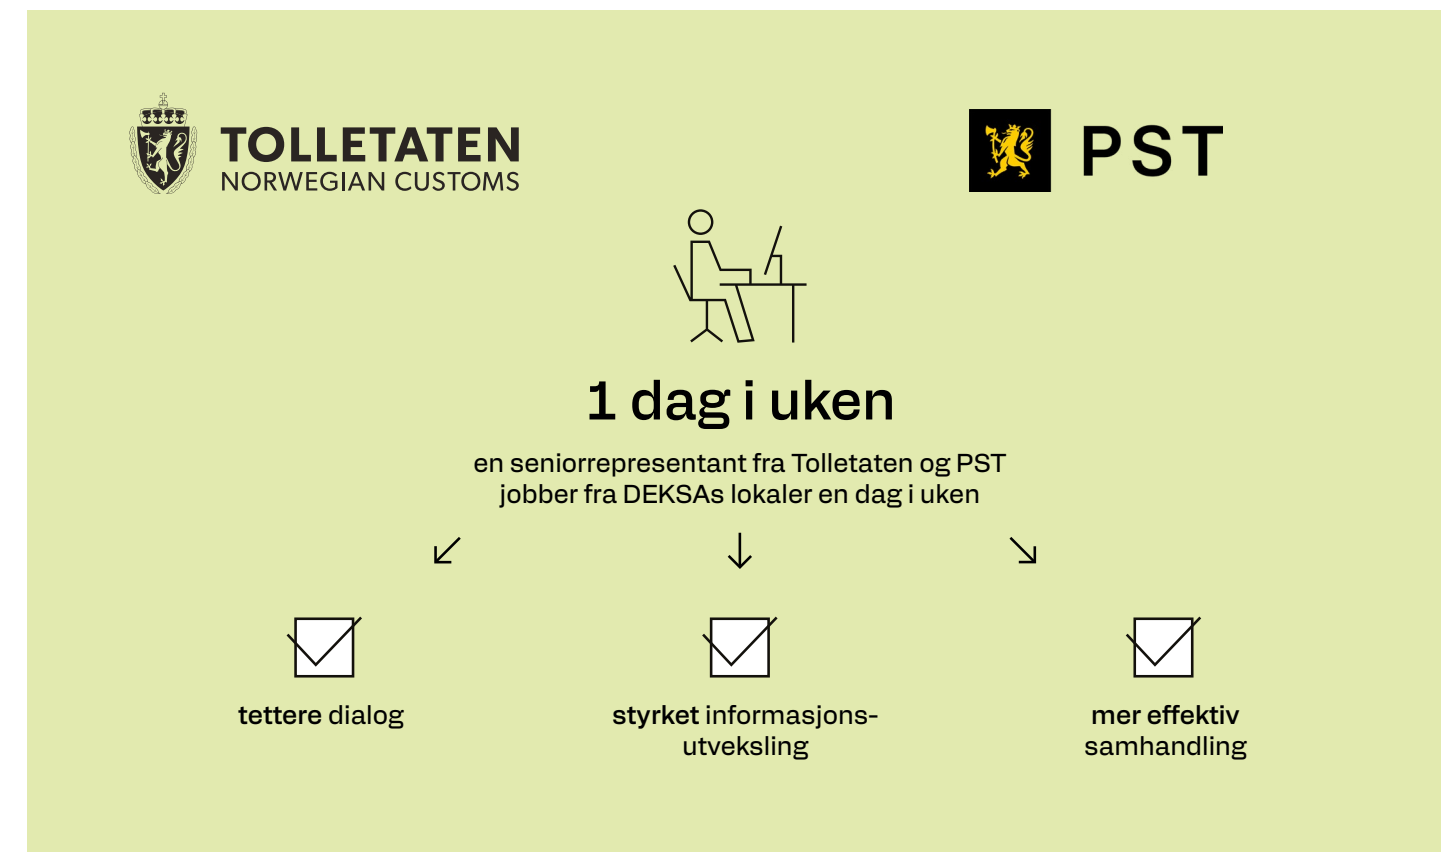 TOLLETATEN
NORWEGIAN CUSTOMS
PST
1 dag i uken
en seniorrepresentant fra Tolletaten og PST
jobber fra DEKSAs lokaler en dag i uken
tettere dialog
styrket informasjons-
utveksling
mer effektiv
samhandling